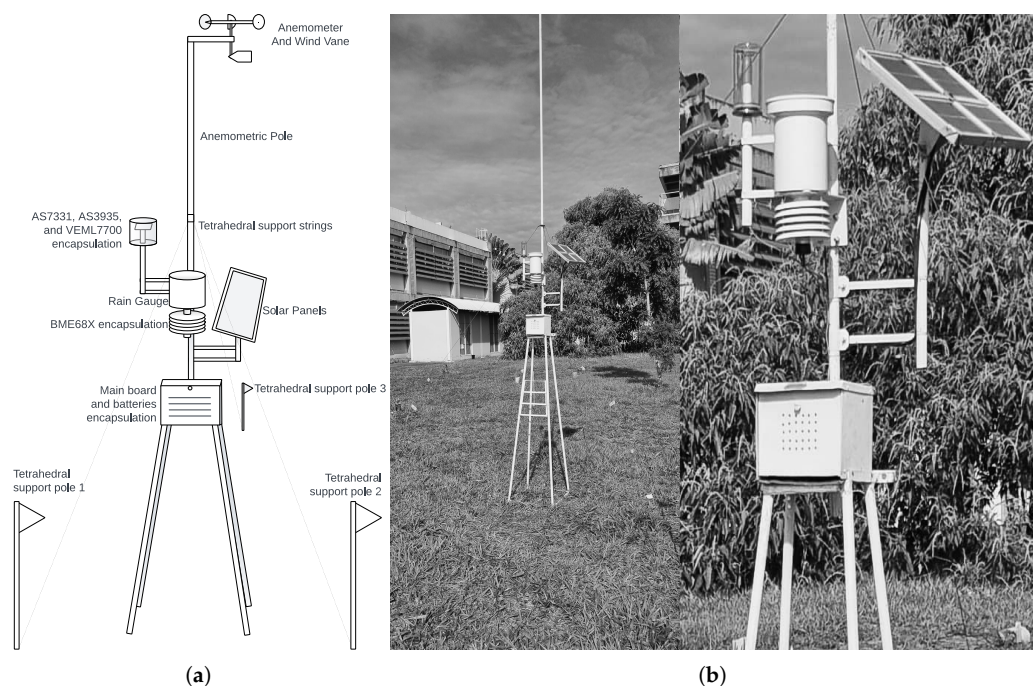 Anemometer
And Wind Vane
Anemometric Pole
AS7331, AS3935,
and VEML7700
encapsulation
Tetrahedral support strings
Rain Gauge
Solar Panels
BME68X encapsulation
Main board
and batteries
encapsulation
Tetrahedral support pole 3
Tetrahedral
support pole 1
Tetrahedral
support pole 2
(a)
(b)